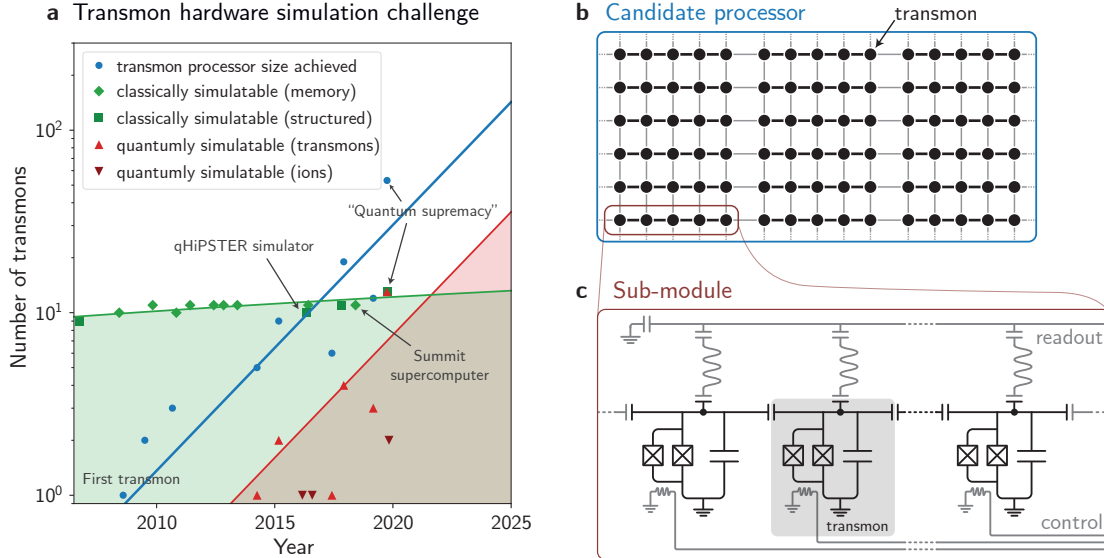 a Transmon hardware simulation challenge
transmon processor size achieved
classically simulatable (memory)
classically simulatable (structured)
quantumly simulatable (transmons)
quantumly simulatable (ions)
"Quantum supremacy"
qHiPSTER simulator
Summit
supercomputer
First transmon
Number of transmons
10²
10¹
10⁰
2010
2015
2020
2025
Year
b Candidate processor
transmon
c Sub-module
readout
transmon
control